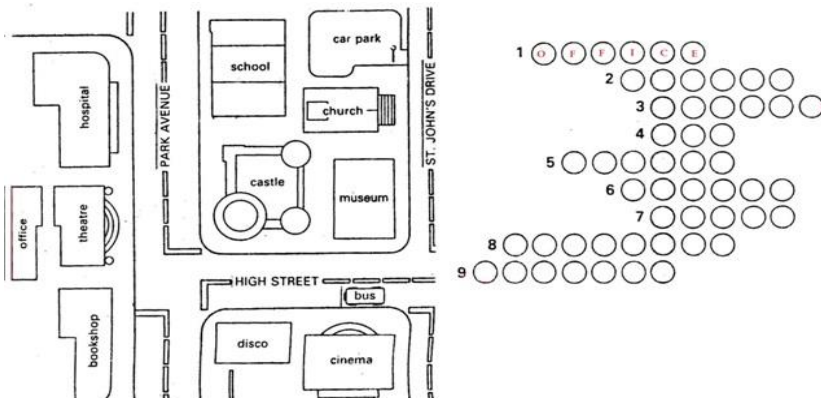 hospital
office
theatre
bookshop
PARK AVENUE
school
car park
church
castle
museum
ST. JOHN'S DRIVE
HIGH STREET
bus
disco
cinema
1 OFFICE
2
3
4
5
6
7
8
9